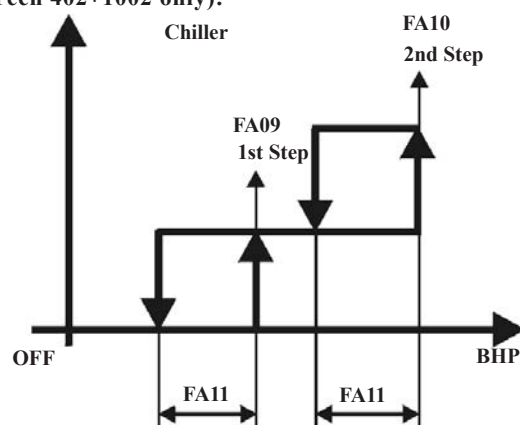 Chiller
FA10
2nd Step
FA09
1st Step
OFF
BHP
FA11
FA11